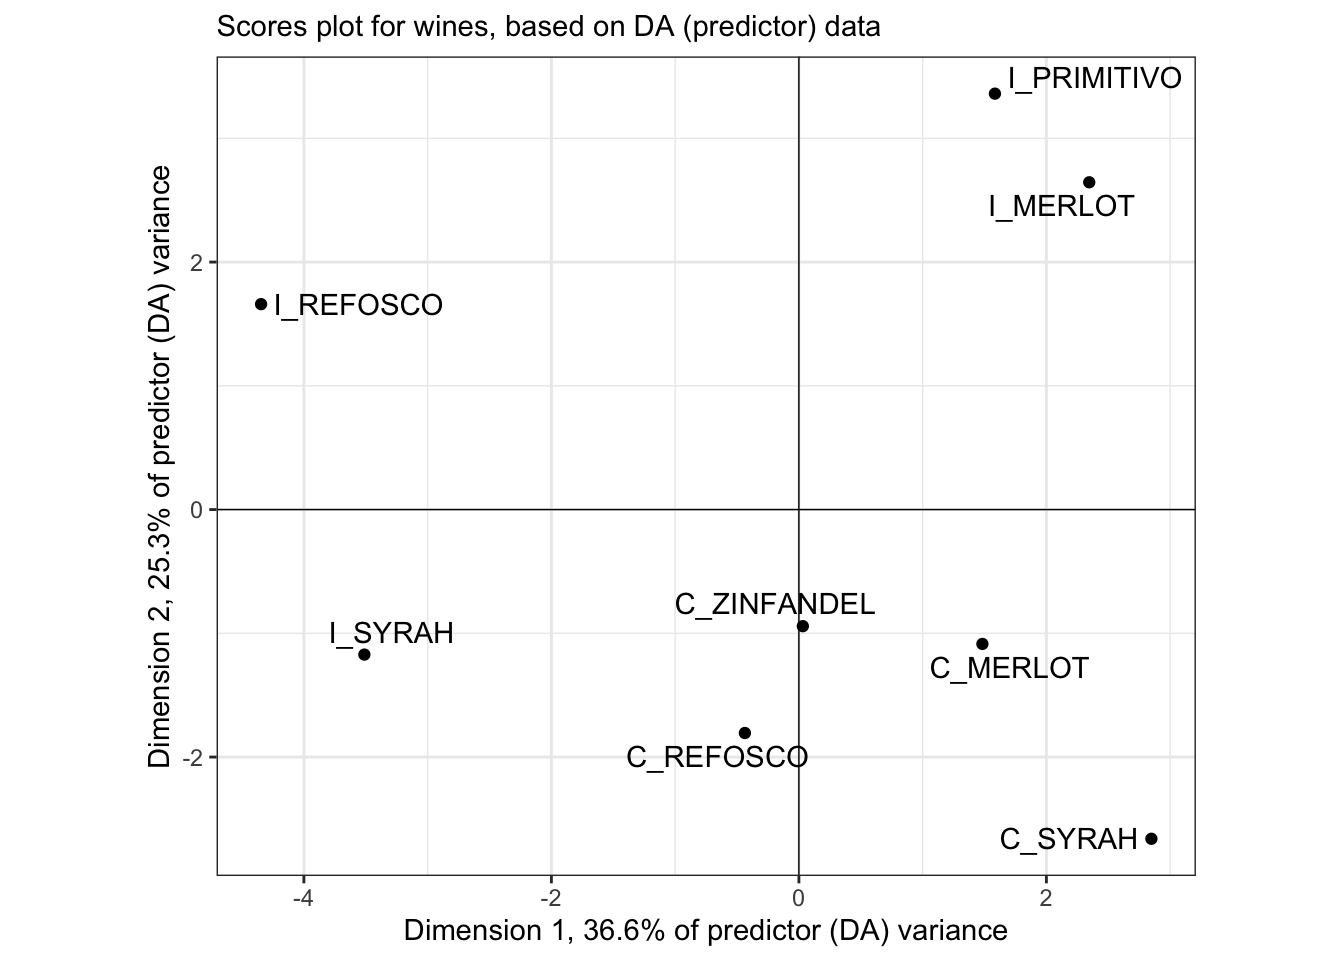 Scores plot for wines, based on DA (predictor) data
I_PRIMITIVO
I_MERLOT
I_REFOSCO
C_ZINFANDEL
I_SYRAH
C_MERLOT
C_REFOSCO
C_SYRAH
2
0
-2
Dimension 2, 25.3% of predictor (DA) variance
-4
-2
0
2
Dimension 1, 36.6% of predictor (DA) variance